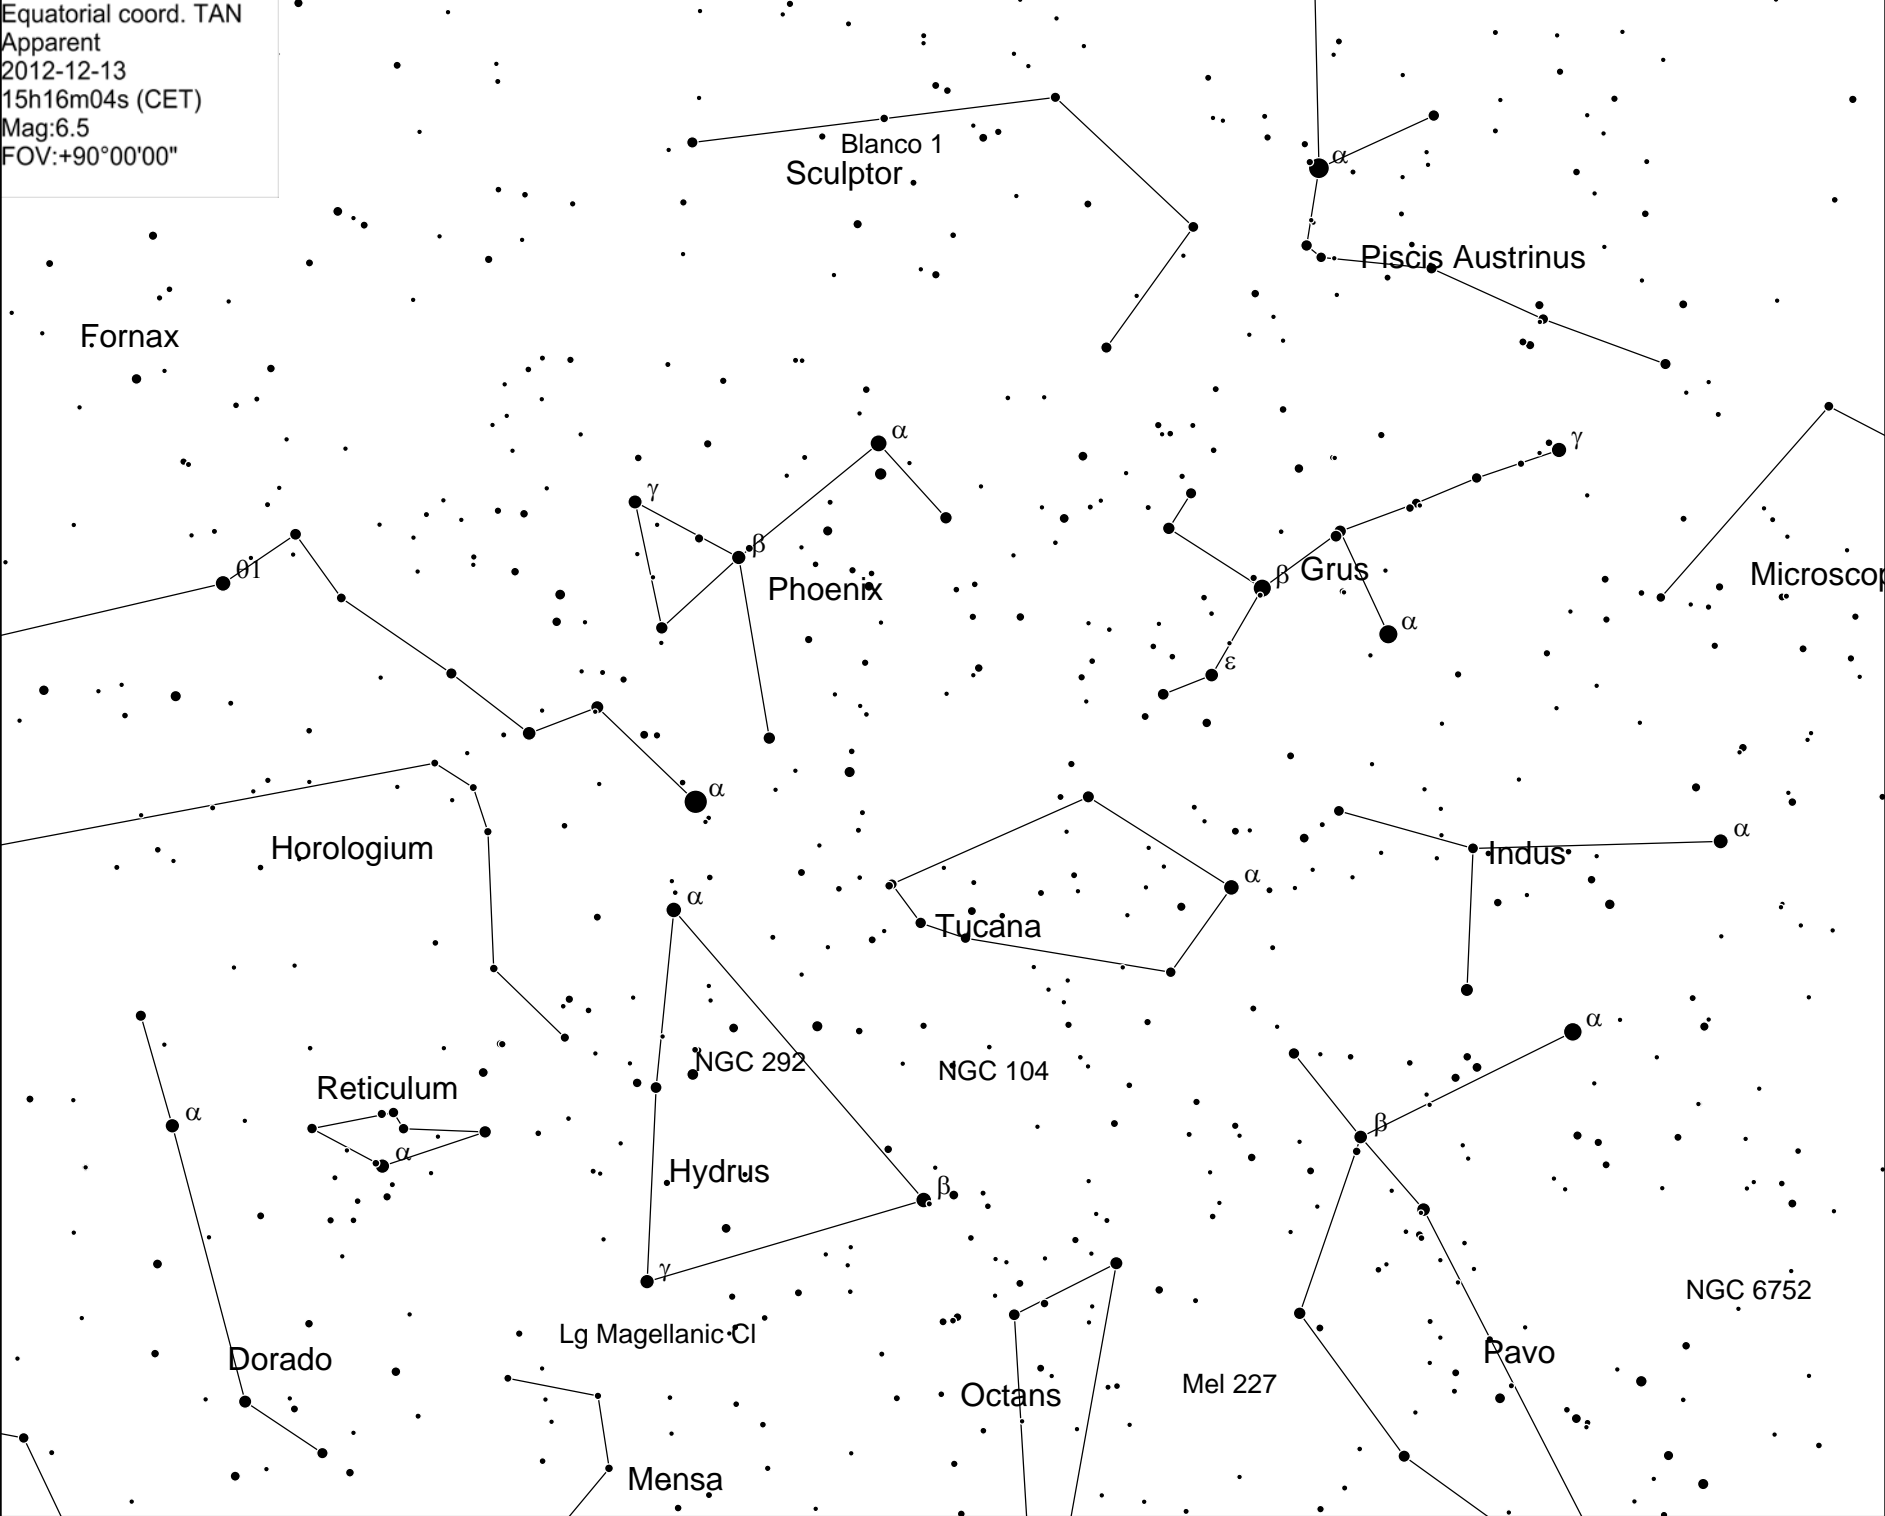 Equatorial coord. TAN
Apparent
2012-12-13
15h16m04s (CET)
Mag:6.5
FOV:+90°00'00"
Blanco 1
Sculptor
α
Piscis Austrinus
Fornax
α
γ
γ
β
θ1
Phoenix
β
Grus
Microscop
α
ε
α
α
Horologium
Indus
α
α
α
Tucana
α
NGC 292
NGC 104
Reticulum
α
β
α
Hydrus
β
γ
NGC 6752
Lg Magellanic Cl
Pavo
Dorado
Octans
Mel 227
Mensa